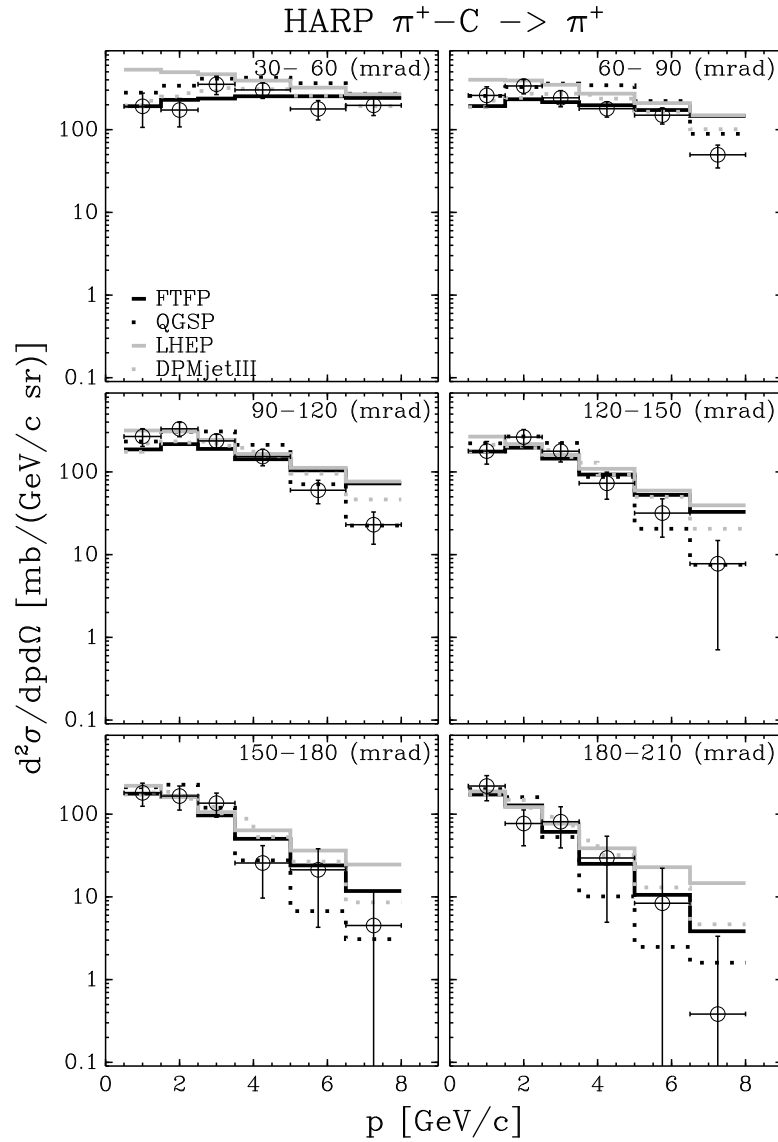 HARP π⁺−C -> π⁺
30− 60 (mrad)
60− 90 (mrad)
100
10
1
0.1
FTFP
QGSP
LHEP
DPMjetIII
90−120 (mrad)
120−150 (mrad)
100
10
1
0.1
150−180 (mrad)
180−210 (mrad)
100
10
1
0.1
0 2 4 6 8 0 2 4 6 8
p [GeV/c]
d²σ/dpdΩ [mb/(GeV/c sr)]